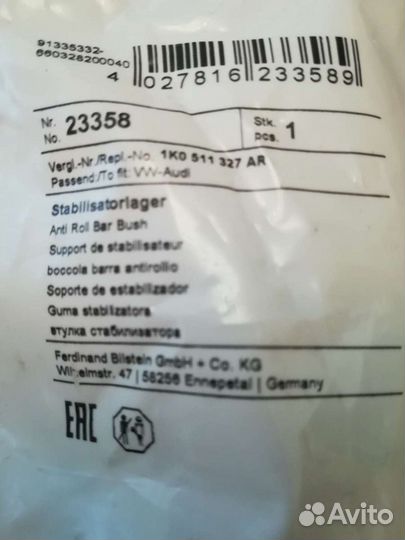 91335332-
660328200040
4 027816 233589
Nr.
No. 23358
Stk.
pcs. 1
Vergl.-Nr./Repl.-No. 1K0 511 327 AR
Passend/To fit: VW-Audi
Stabilisatorlager
Anti Roll Bar Bush
Support de stabilisateur
boccola barra antirollio
Soporte de estabilizador
Guma stabilizatora
втулка стабилизатора
Ferdinand Bilstein GmbH + Co. KG
Wilhelmstr. 47 | 58256 Ennepetal | Germany
EAC
Avito